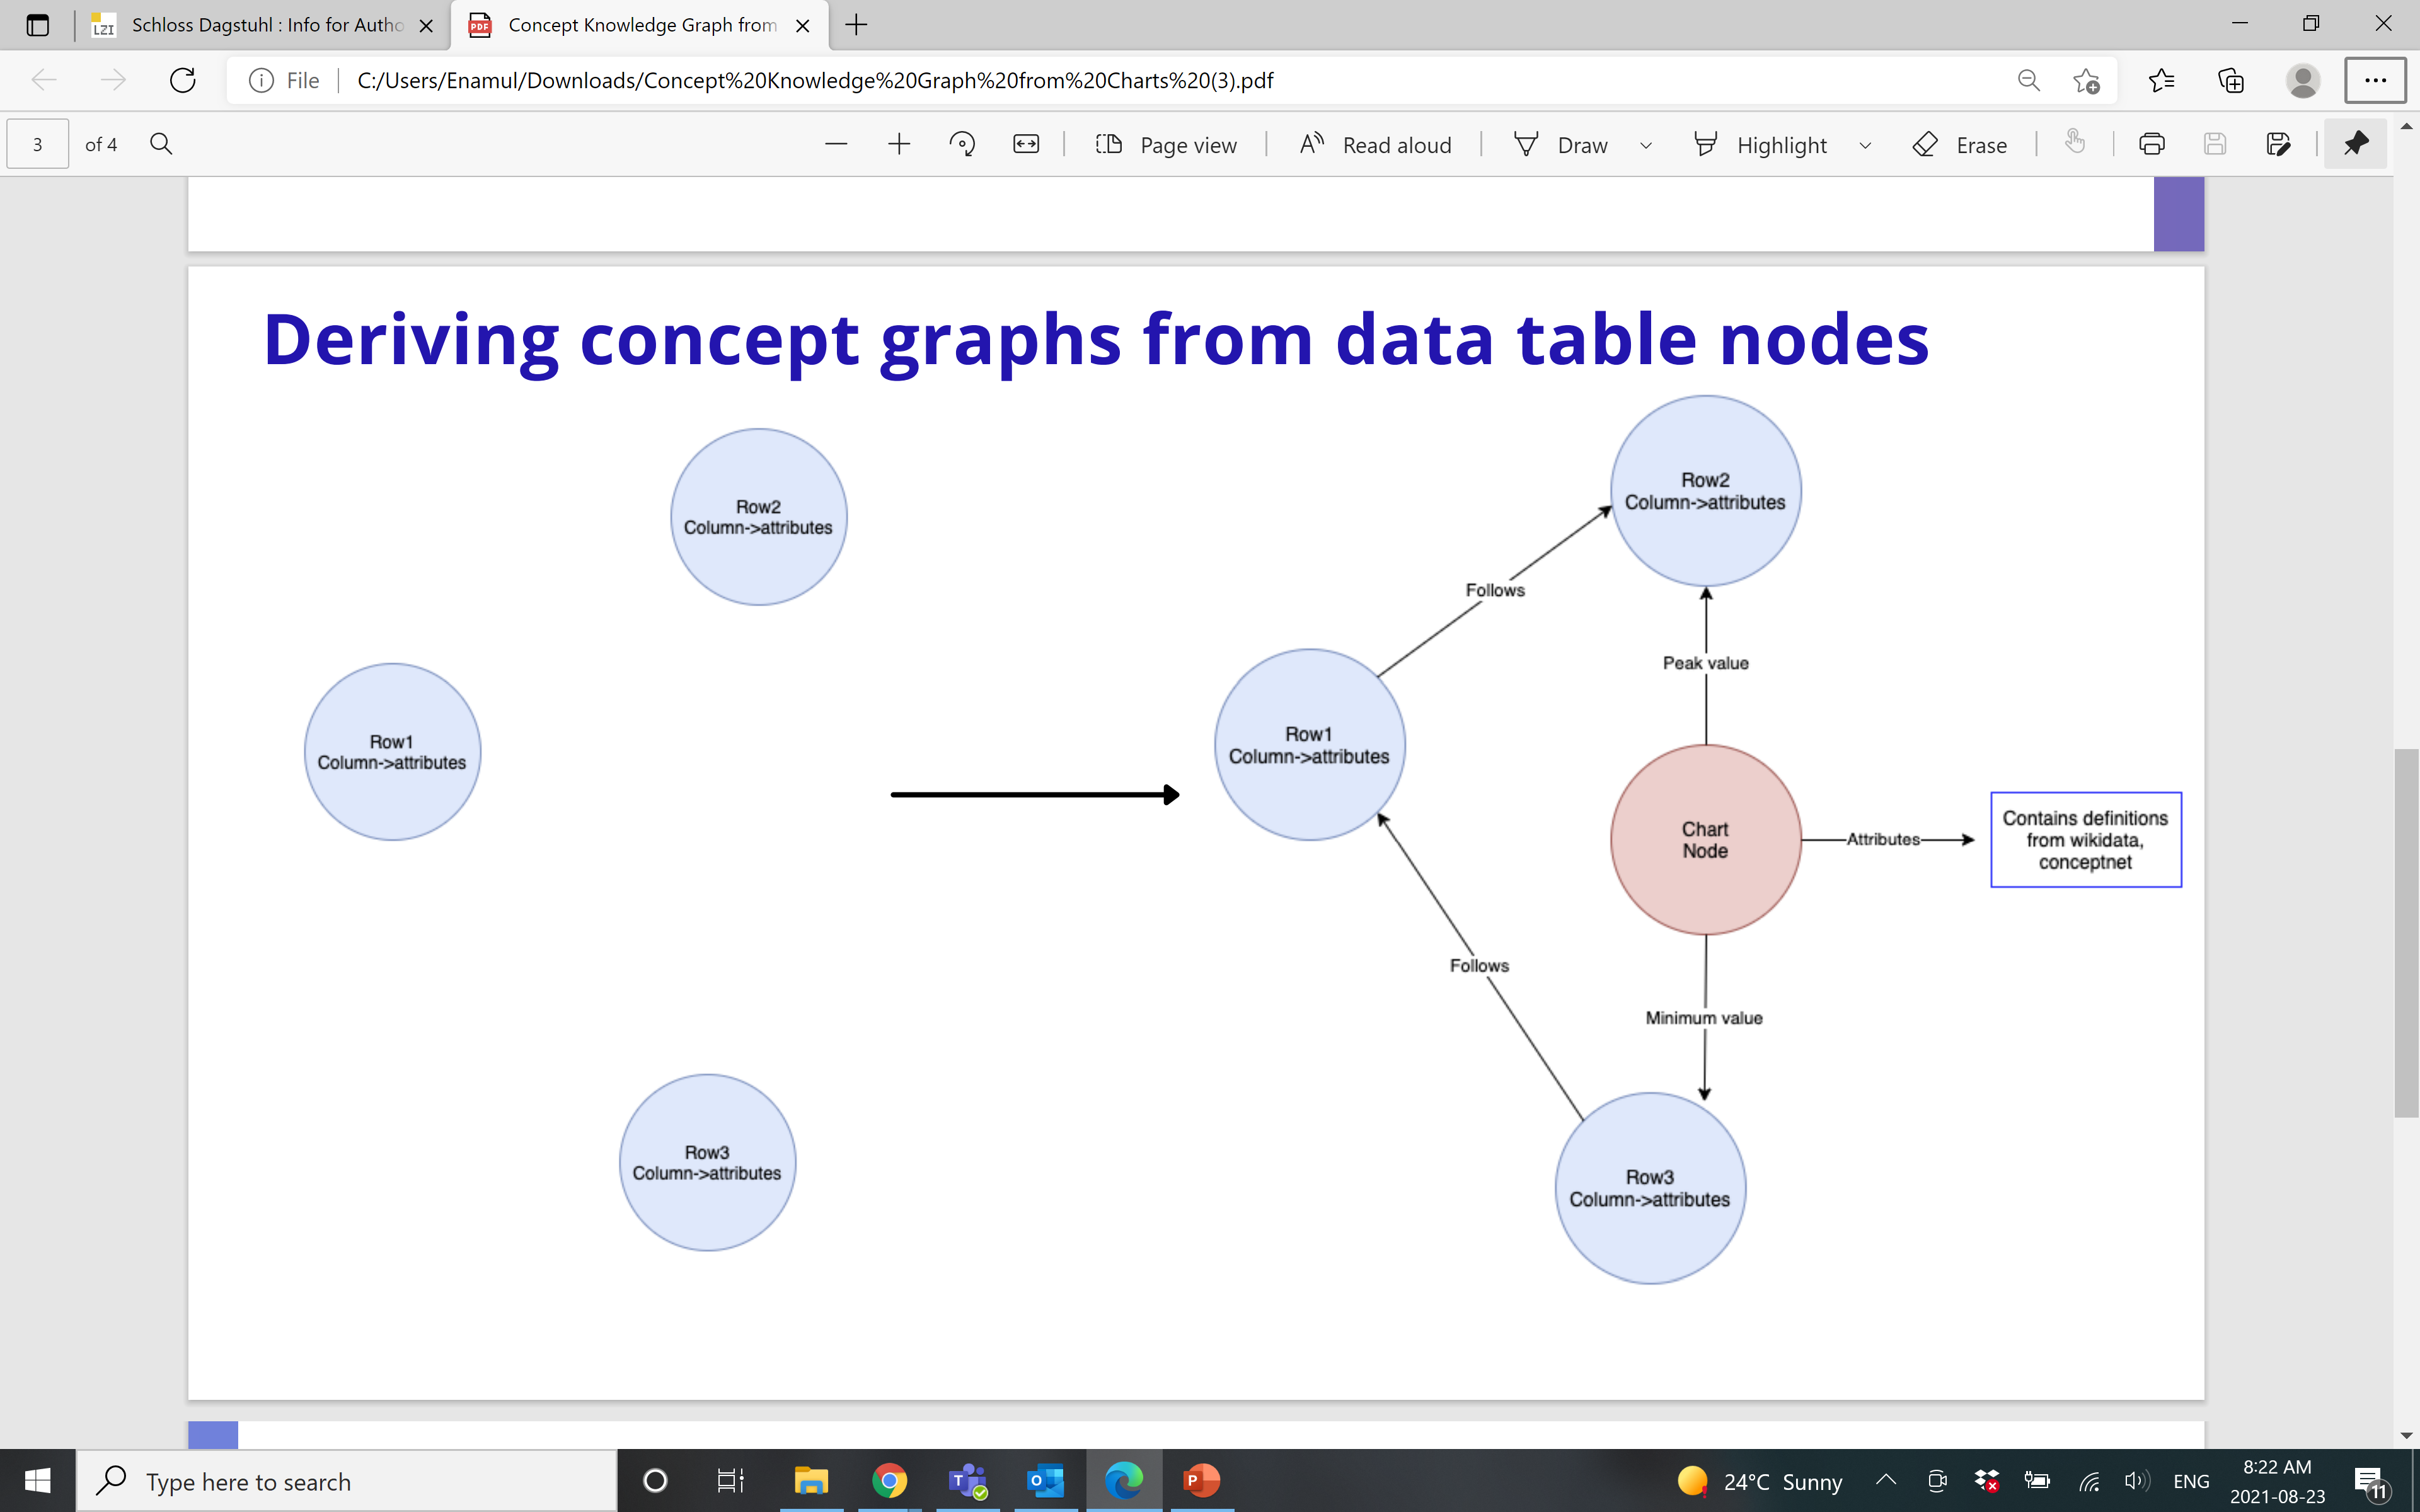 Schloss Dagstuhl : Info for Autho
Concept Knowledge Graph from
File
C:/Users/Enamul/Downloads/Concept%20Knowledge%20Graph%20from%20Charts%20(3).pdf
3 of 4
Page view
Read aloud
Draw
Highlight
Erase
Deriving concept graphs from data table nodes
Row2
Column->attributes
Row1
Column->attributes
Row3
Column->attributes
Row2
Column->attributes
Follows
Peak value
Row1
Column->attributes
Chart
Node
Attributes
Contains definitions
from wikidata,
conceptnet
Follows
Minimum value
Row3
Column->attributes
Type here to search
24°C Sunny
ENG
8:22 AM
2021-08-23
11